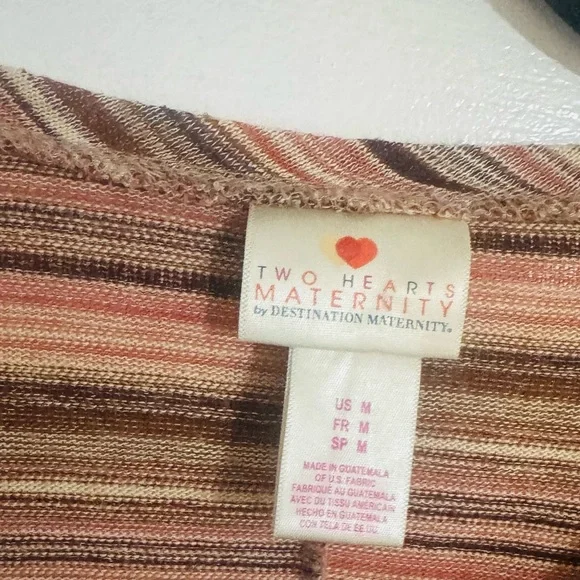 TWO HEARTS
MATERNITY
by DESTINATION MATERNITY®
US M
FR M
SP M
MADE IN GUATEMALA
OF U.S. FABRIC
FABRIQUÉ AU GUATEMALA
AVEC DU TISSU AMERICAIN
HECHO EN GUATEMALA
CON TELA DE EE.UU.